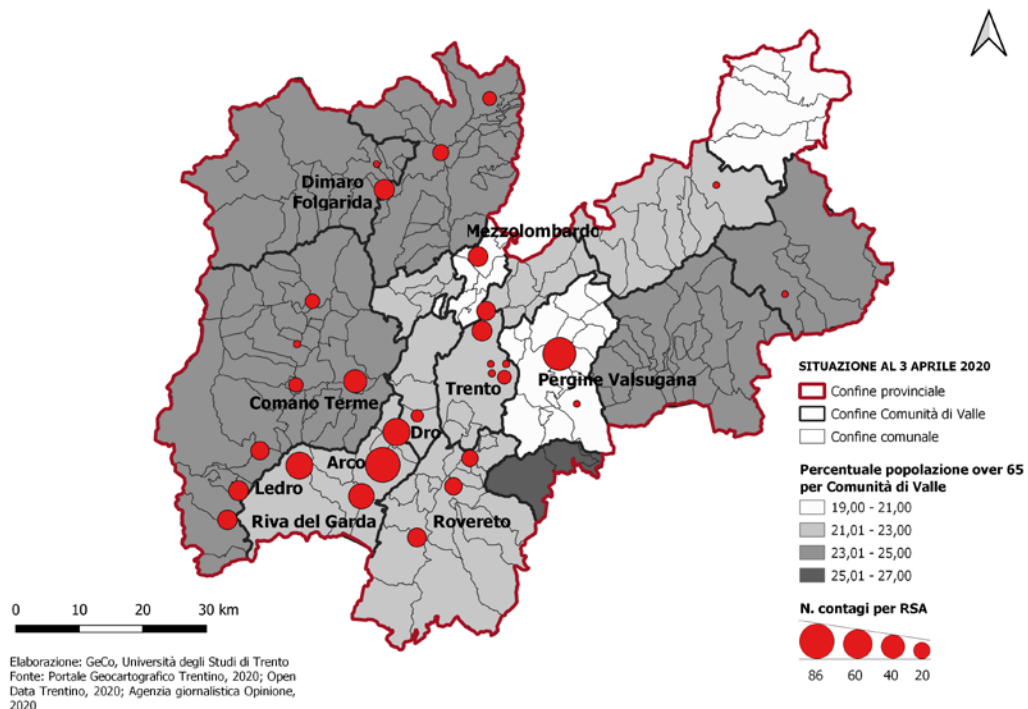 Dimaro
Folgarida
Mezzolombardo
Trento
Pergine Valsugana
Comano Terme
Dro
Arco
Ledro
Riva del Garda
Rovereto
SITUAZIONE AL 3 APRILE 2020
Confine provinciale
Confine Comunità di Valle
Confine comunale
Percentuale popolazione over 65
per Comunità di Valle
19,00 - 21,00
21,01 - 23,00
23,01 - 25,00
25,01 - 27,00
N. contagi per RSA
86 60 40 20
0 10 20 30 km
Elaborazione: GeCo, Università degli Studi di Trento
Fonte: Portale Geocartografico Trentino, 2020; Open
Data Trentino, 2020; Agenzia giornalistica Opinione,
2020